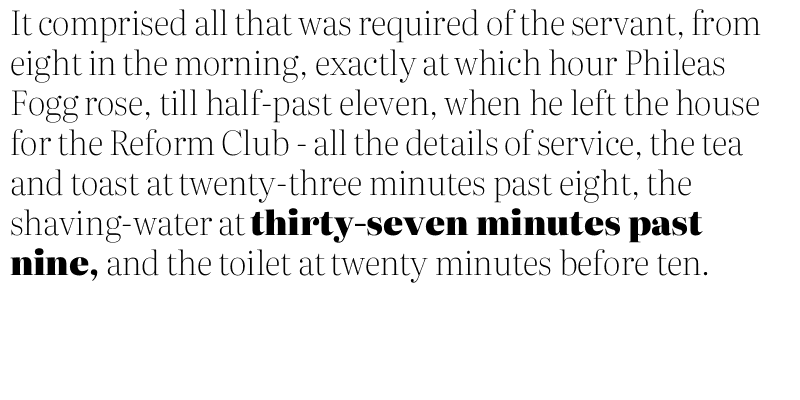 It comprised all that was required of the servant, from
eight in the morning, exactly at which hour Phileas
Fogg rose, till half-past eleven, when he left the house
for the Reform Club - all the details of service, the tea
and toast at twenty-three minutes past eight, the
shaving-water at thirty-seven minutes past
nine, and the toilet at twenty minutes before ten.